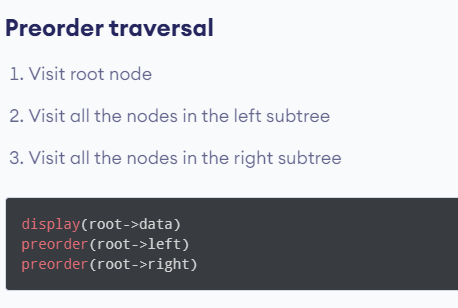 Preorder traversal
1. Visit root node
2. Visit all the nodes in the left subtree
3. Visit all the nodes in the right subtree
display(root->data)
preorder(root->left)
preorder(root->right)